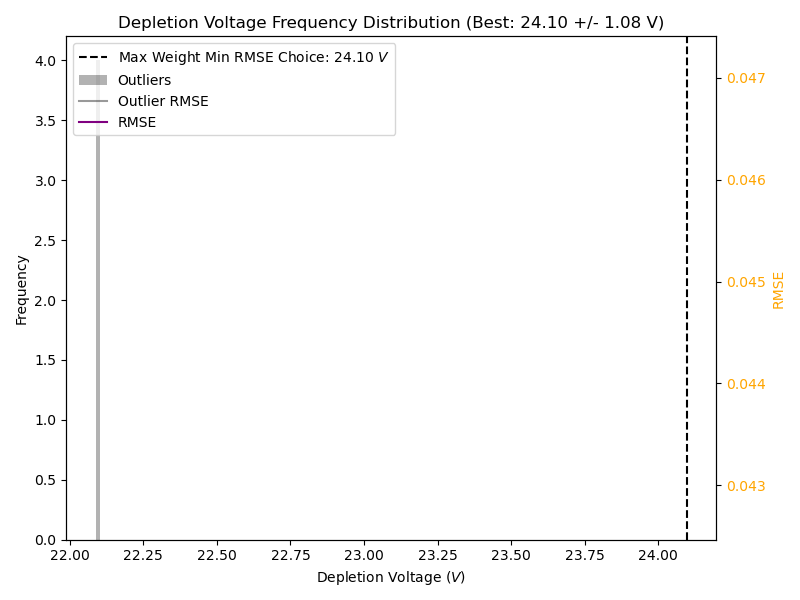 Depletion Voltage Frequency Distribution (Best: 24.10 +/- 1.08 V)
Max Weight Min RMSE Choice: 24.10 V
Outliers
Outlier RMSE
RMSE
4.0
3.5
3.0
2.5
2.0
1.5
1.0
0.5
0.0
Frequency
0.047
0.046
0.045
0.044
0.043
RMSE
22.00 22.25 22.50 22.75 23.00 23.25 23.50 23.75 24.00
Depletion Voltage (V)